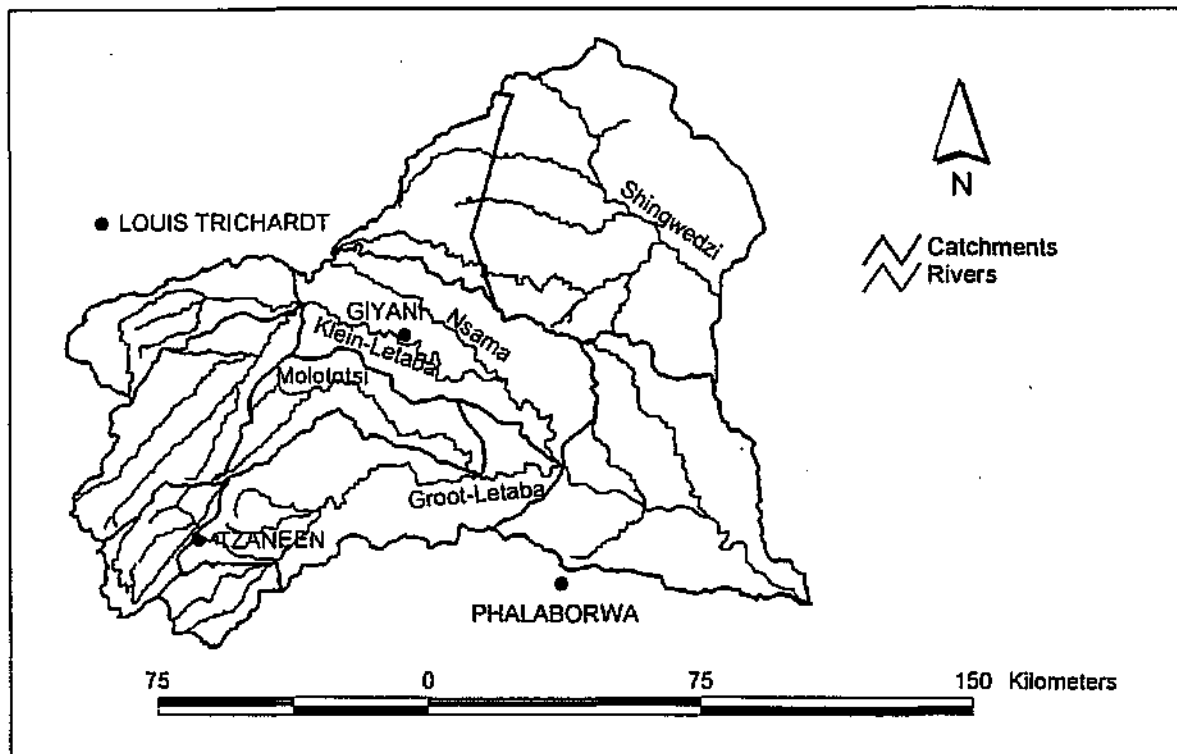 N
Shingwedzi
LOUIS TRICHARDT
Catchments
Rivers
GIYANI
Nsama
Klein-Letaba
Molototsi
Groot-Letaba
TZANEEN
PHALABORWA
75 0 75 150 Kilometers